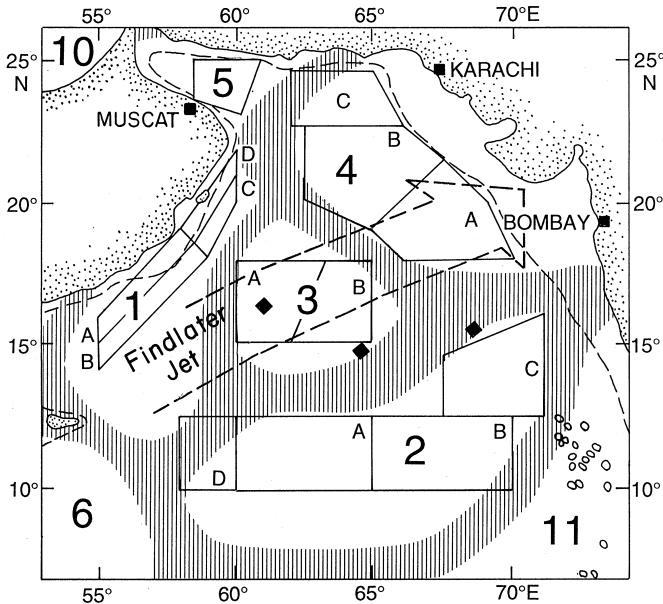 55° 60° 65° 70°E
10
25° 25°
N N
5
KARACHI
C
MUSCAT
B
D
4
C
20° 20°
A
BOMBAY
A
B
3
1
Findlater
Jet
A
15° 15°
B
C
A B
2
D
10° 10°
6
11
55° 60° 65° 70°E